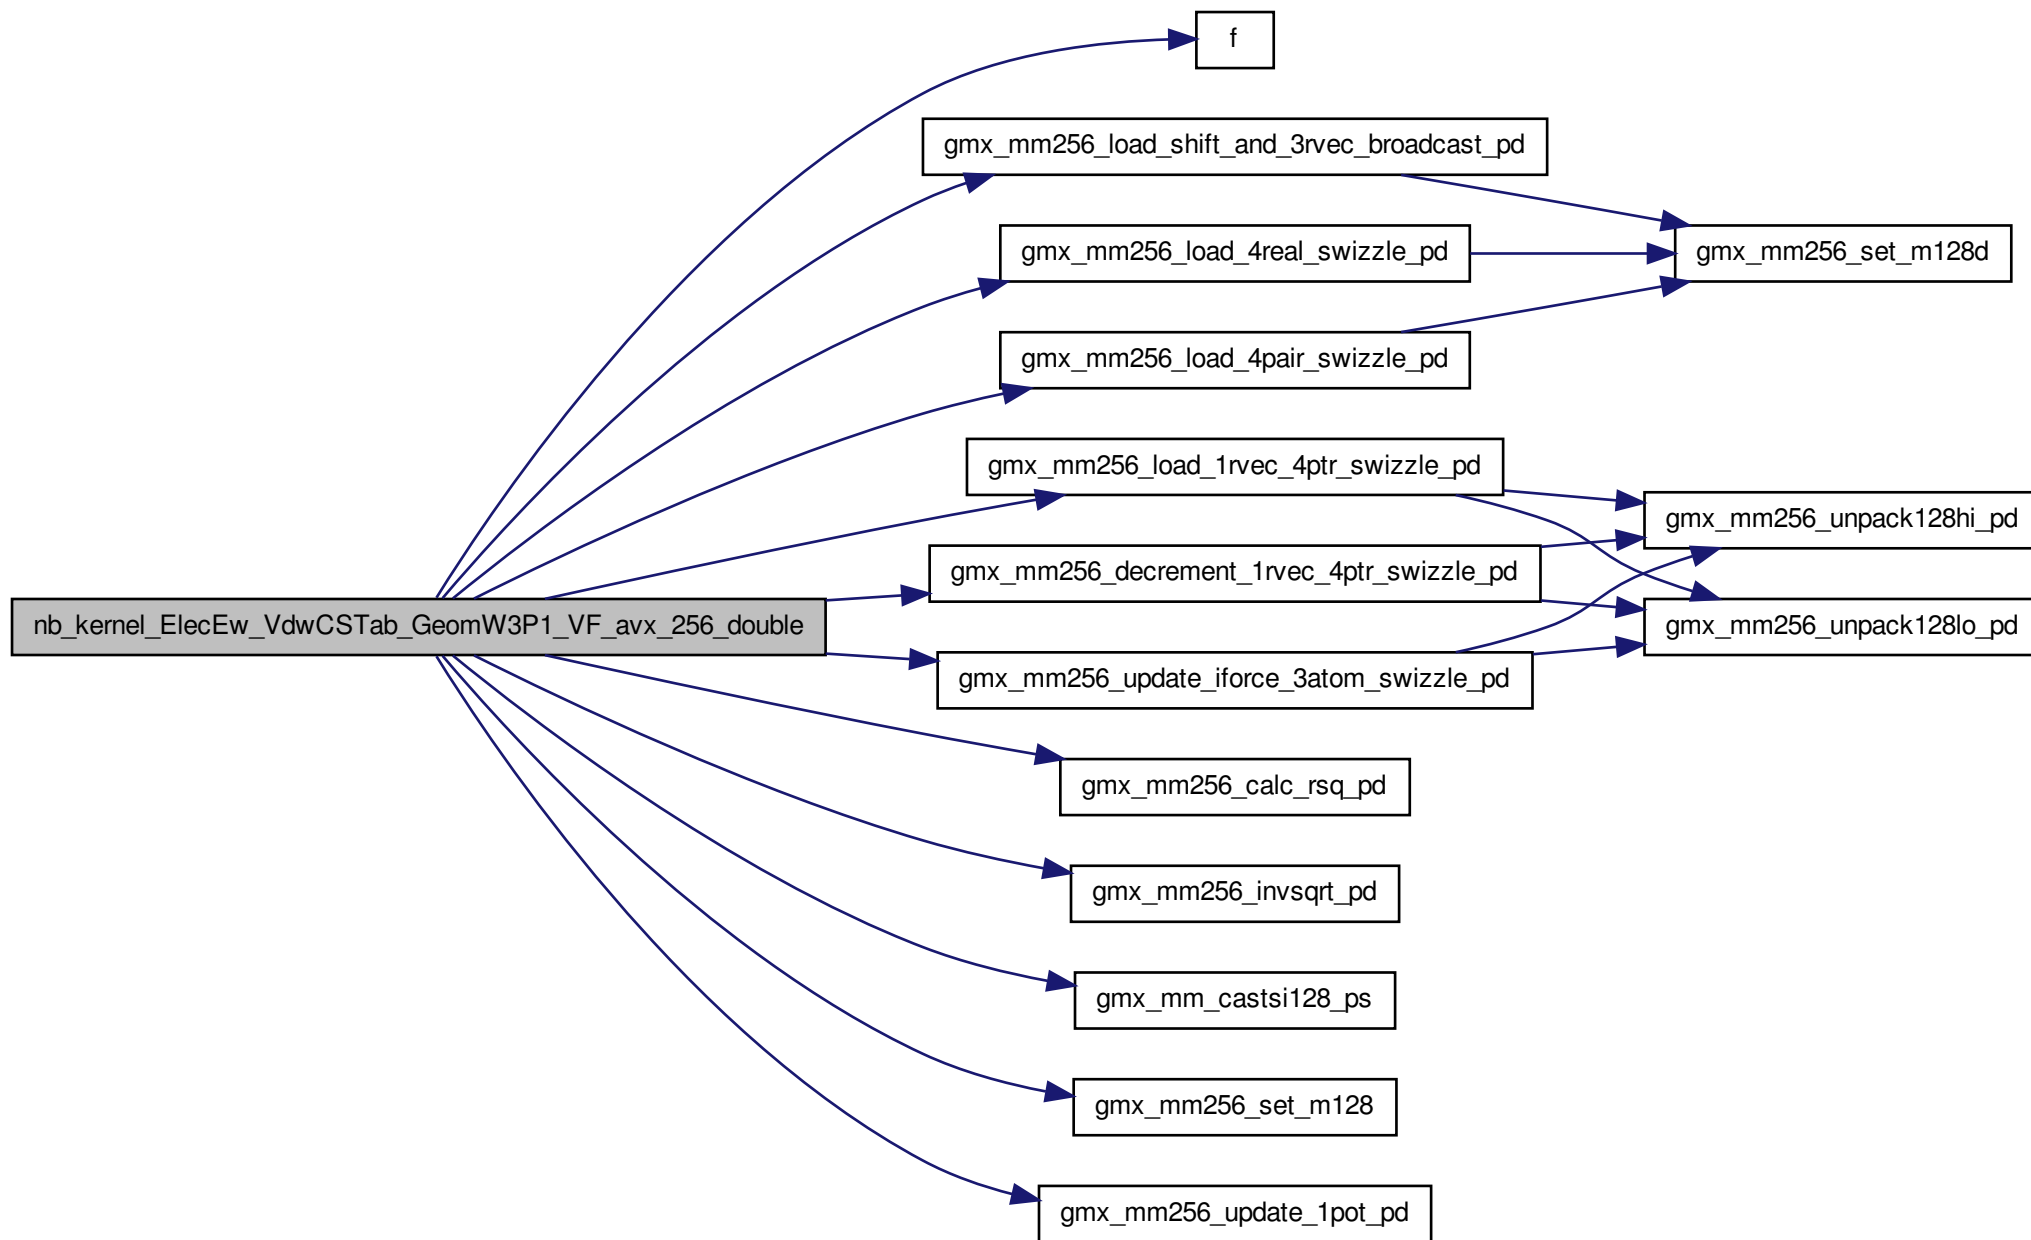 f
gmx_mm256_load_shift_and_3rvec_broadcast_pd
gmx_mm256_load_4real_swizzle_pd
gmx_mm256_set_m128d
gmx_mm256_load_4pair_swizzle_pd
gmx_mm256_load_1rvec_4ptr_swizzle_pd
gmx_mm256_unpack128hi_pd
gmx_mm256_decrement_1rvec_4ptr_swizzle_pd
nb_kernel_ElecEw_VdwCSTab_GeomW3P1_VF_avx_256_double
gmx_mm256_unpack128lo_pd
gmx_mm256_update_iforce_3atom_swizzle_pd
gmx_mm256_calc_rsq_pd
gmx_mm256_invsqrt_pd
gmx_mm_castsi128_ps
gmx_mm256_set_m128
gmx_mm256_update_1pot_pd